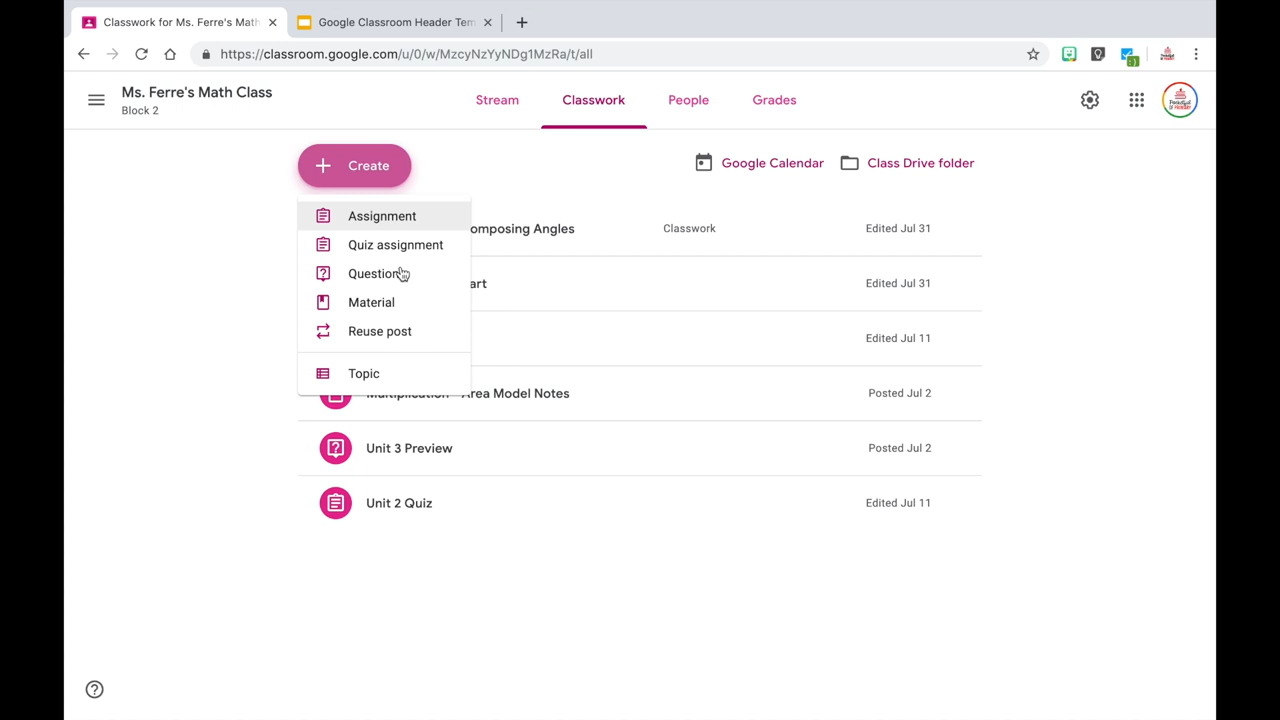 Classwork for Ms. Ferre's Math
Google Classroom Header Tem
https://classroom.google.com/u/0/w/MzcyNzYyNDg1MzRa/t/all
Ms. Ferre's Math Class
Block 2
Stream
Classwork
People
Grades
Create
Google Calendar
Class Drive folder
Assignment
omposing Angles
Classwork
Edited Jul 31
Quiz assignment
Question
art
Edited Jul 31
Material
Reuse post
Edited Jul 11
Topic
Multiplication - Area Model Notes
Posted Jul 2
Unit 3 Preview
Posted Jul 2
Unit 2 Quiz
Edited Jul 11